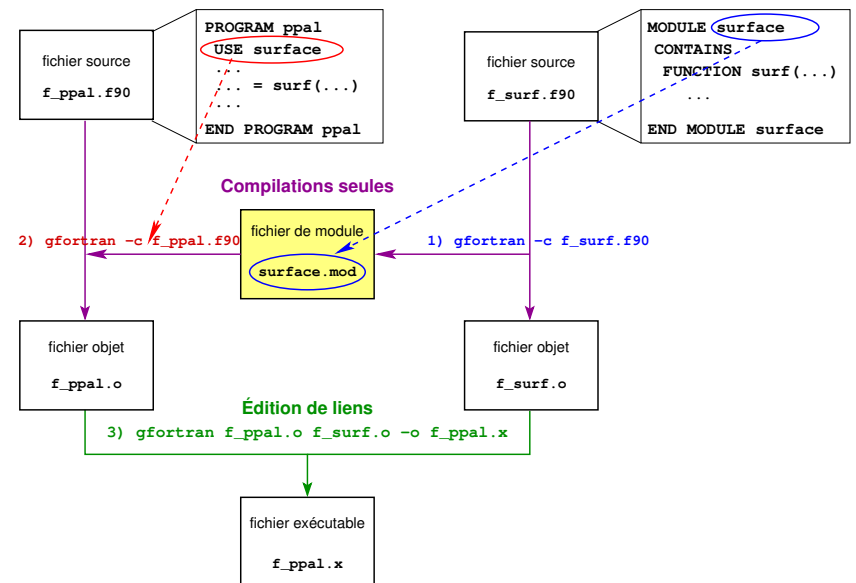 fichier source
f_ppal.f90
PROGRAM ppal
USE surface
...
... = surf(...)
...
END PROGRAM ppal
fichier source
f_surf.f90
MODULE surface
CONTAINS
FUNCTION surf(...)
...
END MODULE surface
Compilations seules
2) gfortran −c f_ppal.f90
fichier de module
surface.mod
1) gfortran −c f_surf.f90
fichier objet
f_ppal.o
fichier objet
f_surf.o
Édition de liens
3) gfortran f_ppal.o f_surf.o −o f_ppal.x
fichier exécutable
f_ppal.x